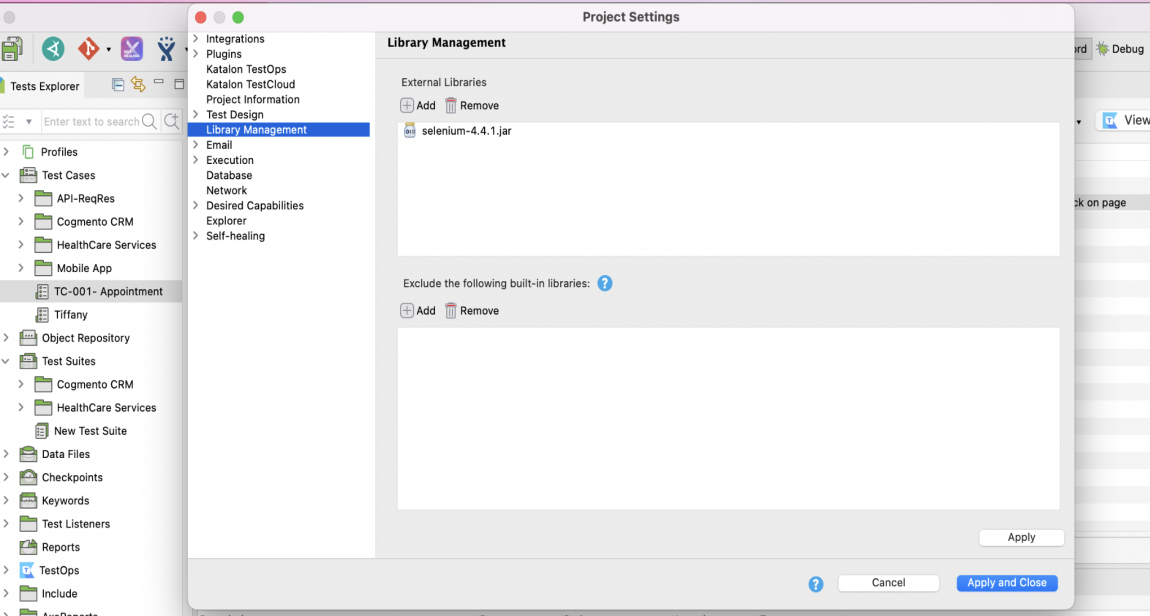 Project Settings
Debug
Tests Explorer
Enter text to search
View
Profiles
Test Cases
API-ReqRes
Cogmento CRM
HealthCare Services
Mobile App
TC-001- Appointment
Tiffany
Object Repository
Test Suites
Cogmento CRM
HealthCare Services
New Test Suite
Data Files
Checkpoints
Keywords
Test Listeners
Reports
TestOps
Include
Integrations
Plugins
Katalon TestOps
Katalon TestCloud
Project Information
Test Design
Library Management
Email
Execution
Database
Network
Desired Capabilities
Explorer
Self-healing
Library Management
External Libraries
Add Remove
selenium-4.4.1.jar
Exclude the following built-in libraries: ?
Add Remove
Apply
? Cancel Apply and Close
on page